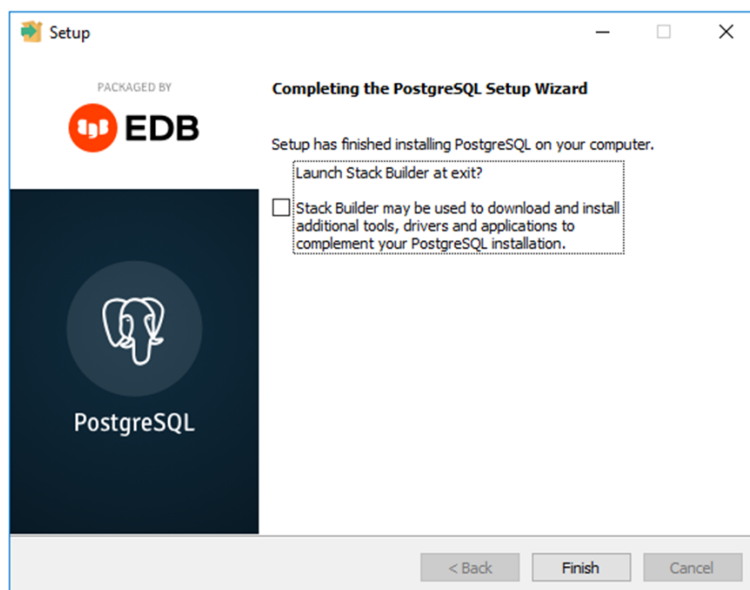 Setup
PACKAGED BY
EDB
PostgreSQL
Completing the PostgreSQL Setup Wizard
Setup has finished installing PostgreSQL on your computer.
Launch Stack Builder at exit?
Stack Builder may be used to download and install
additional tools, drivers and applications to
complement your PostgreSQL installation.
< Back
Finish
Cancel